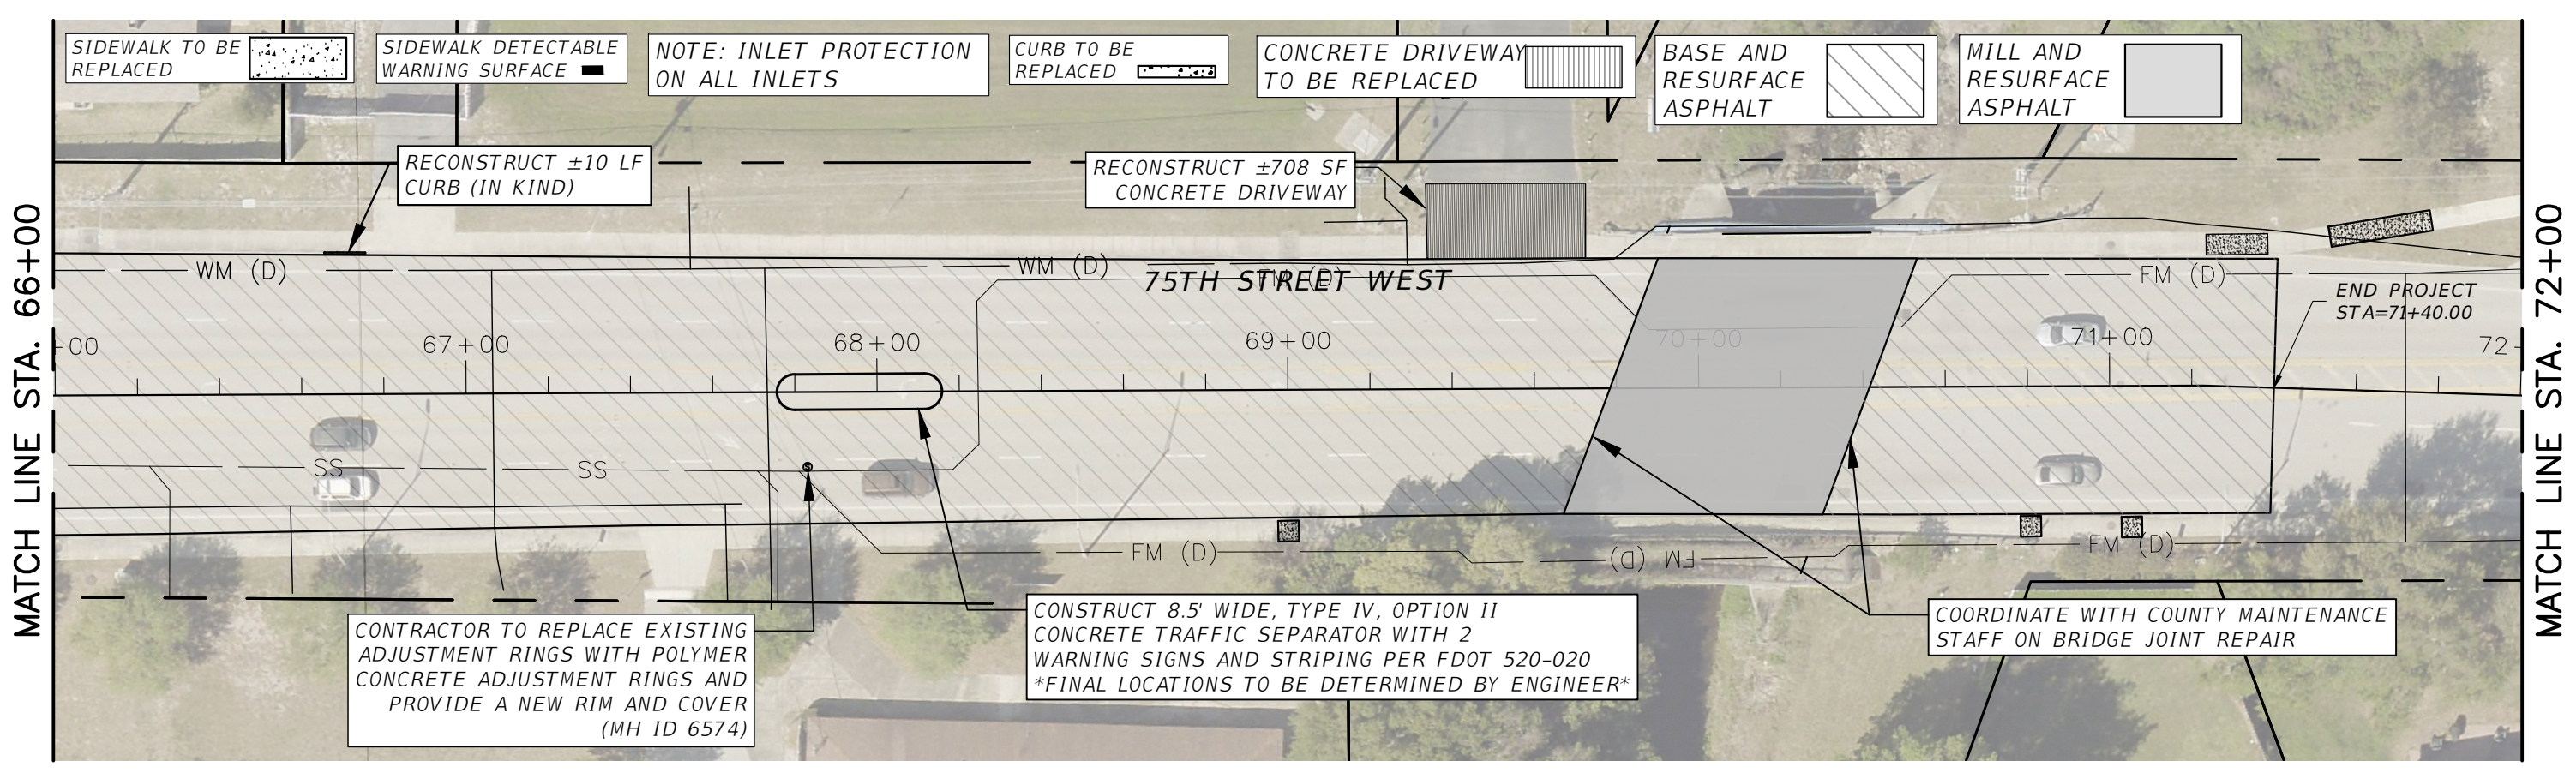 SIDEWALK TO BE
REPLACED
SIDEWALK DETECTABLE
WARNING SURFACE
NOTE: INLET PROTECTION
ON ALL INLETS
CURB TO BE
REPLACED
CONCRETE DRIVEWAY
TO BE REPLACED
BASE AND
RESURFACE
ASPHALT
MILL AND
RESURFACE
ASPHALT
RECONSTRUCT ±10 LF
CURB (IN KIND)
RECONSTRUCT ±708 SF
CONCRETE DRIVEWAY
MATCH LINE STA. 66+00
WM (D)
WM (D)
FM (D)
75TH STREET WEST
FM (D)
END PROJECT
STA=71+40.00
+00
67+00
68+00
69+00
70+00
71+00
72
MATCH LINE STA. 72+00
SS
SS
FM (D)
FM (D)
FM (D)
CONTRACTOR TO REPLACE EXISTING
ADJUSTMENT RINGS WITH POLYMER
CONCRETE ADJUSTMENT RINGS AND
PROVIDE A NEW RIM AND COVER
(MH ID 6574)
CONSTRUCT 8.5' WIDE, TYPE IV, OPTION II
CONCRETE TRAFFIC SEPARATOR WITH 2
WARNING SIGNS AND STRIPING PER FDOT 520-020
*FINAL LOCATIONS TO BE DETERMINED BY ENGINEER*
COORDINATE WITH COUNTY MAINTENANCE
STAFF ON BRIDGE JOINT REPAIR